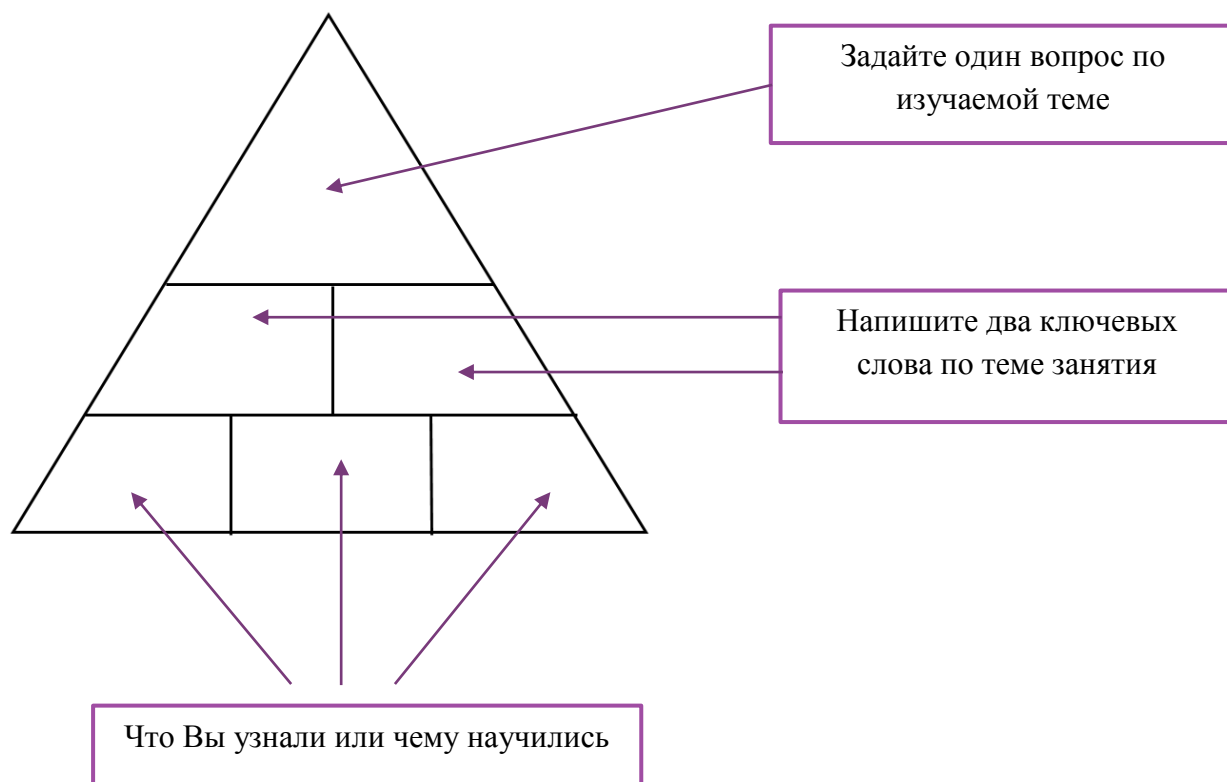 Задайте один вопрос по
изучаемой теме
Напишите два ключевых
слова по теме занятия
Что Вы узнали или чему научились